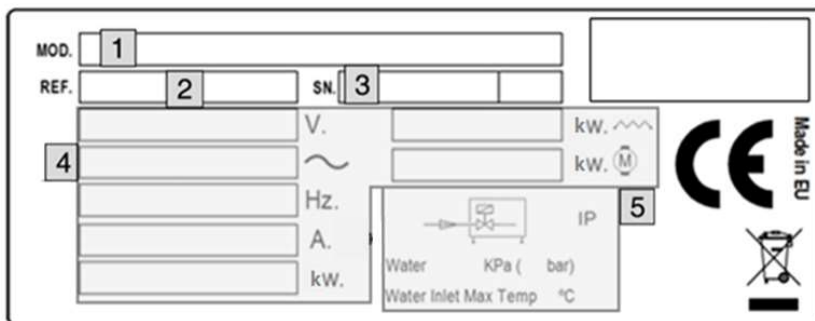 MOD. 1
REF. 2 SN. 3
V. kw.
4 ~ kw. M
Hz. 5
IP
A.
Water KPa ( bar)
kw.
Water Inlet Max Temp °C
CE
Made in EU